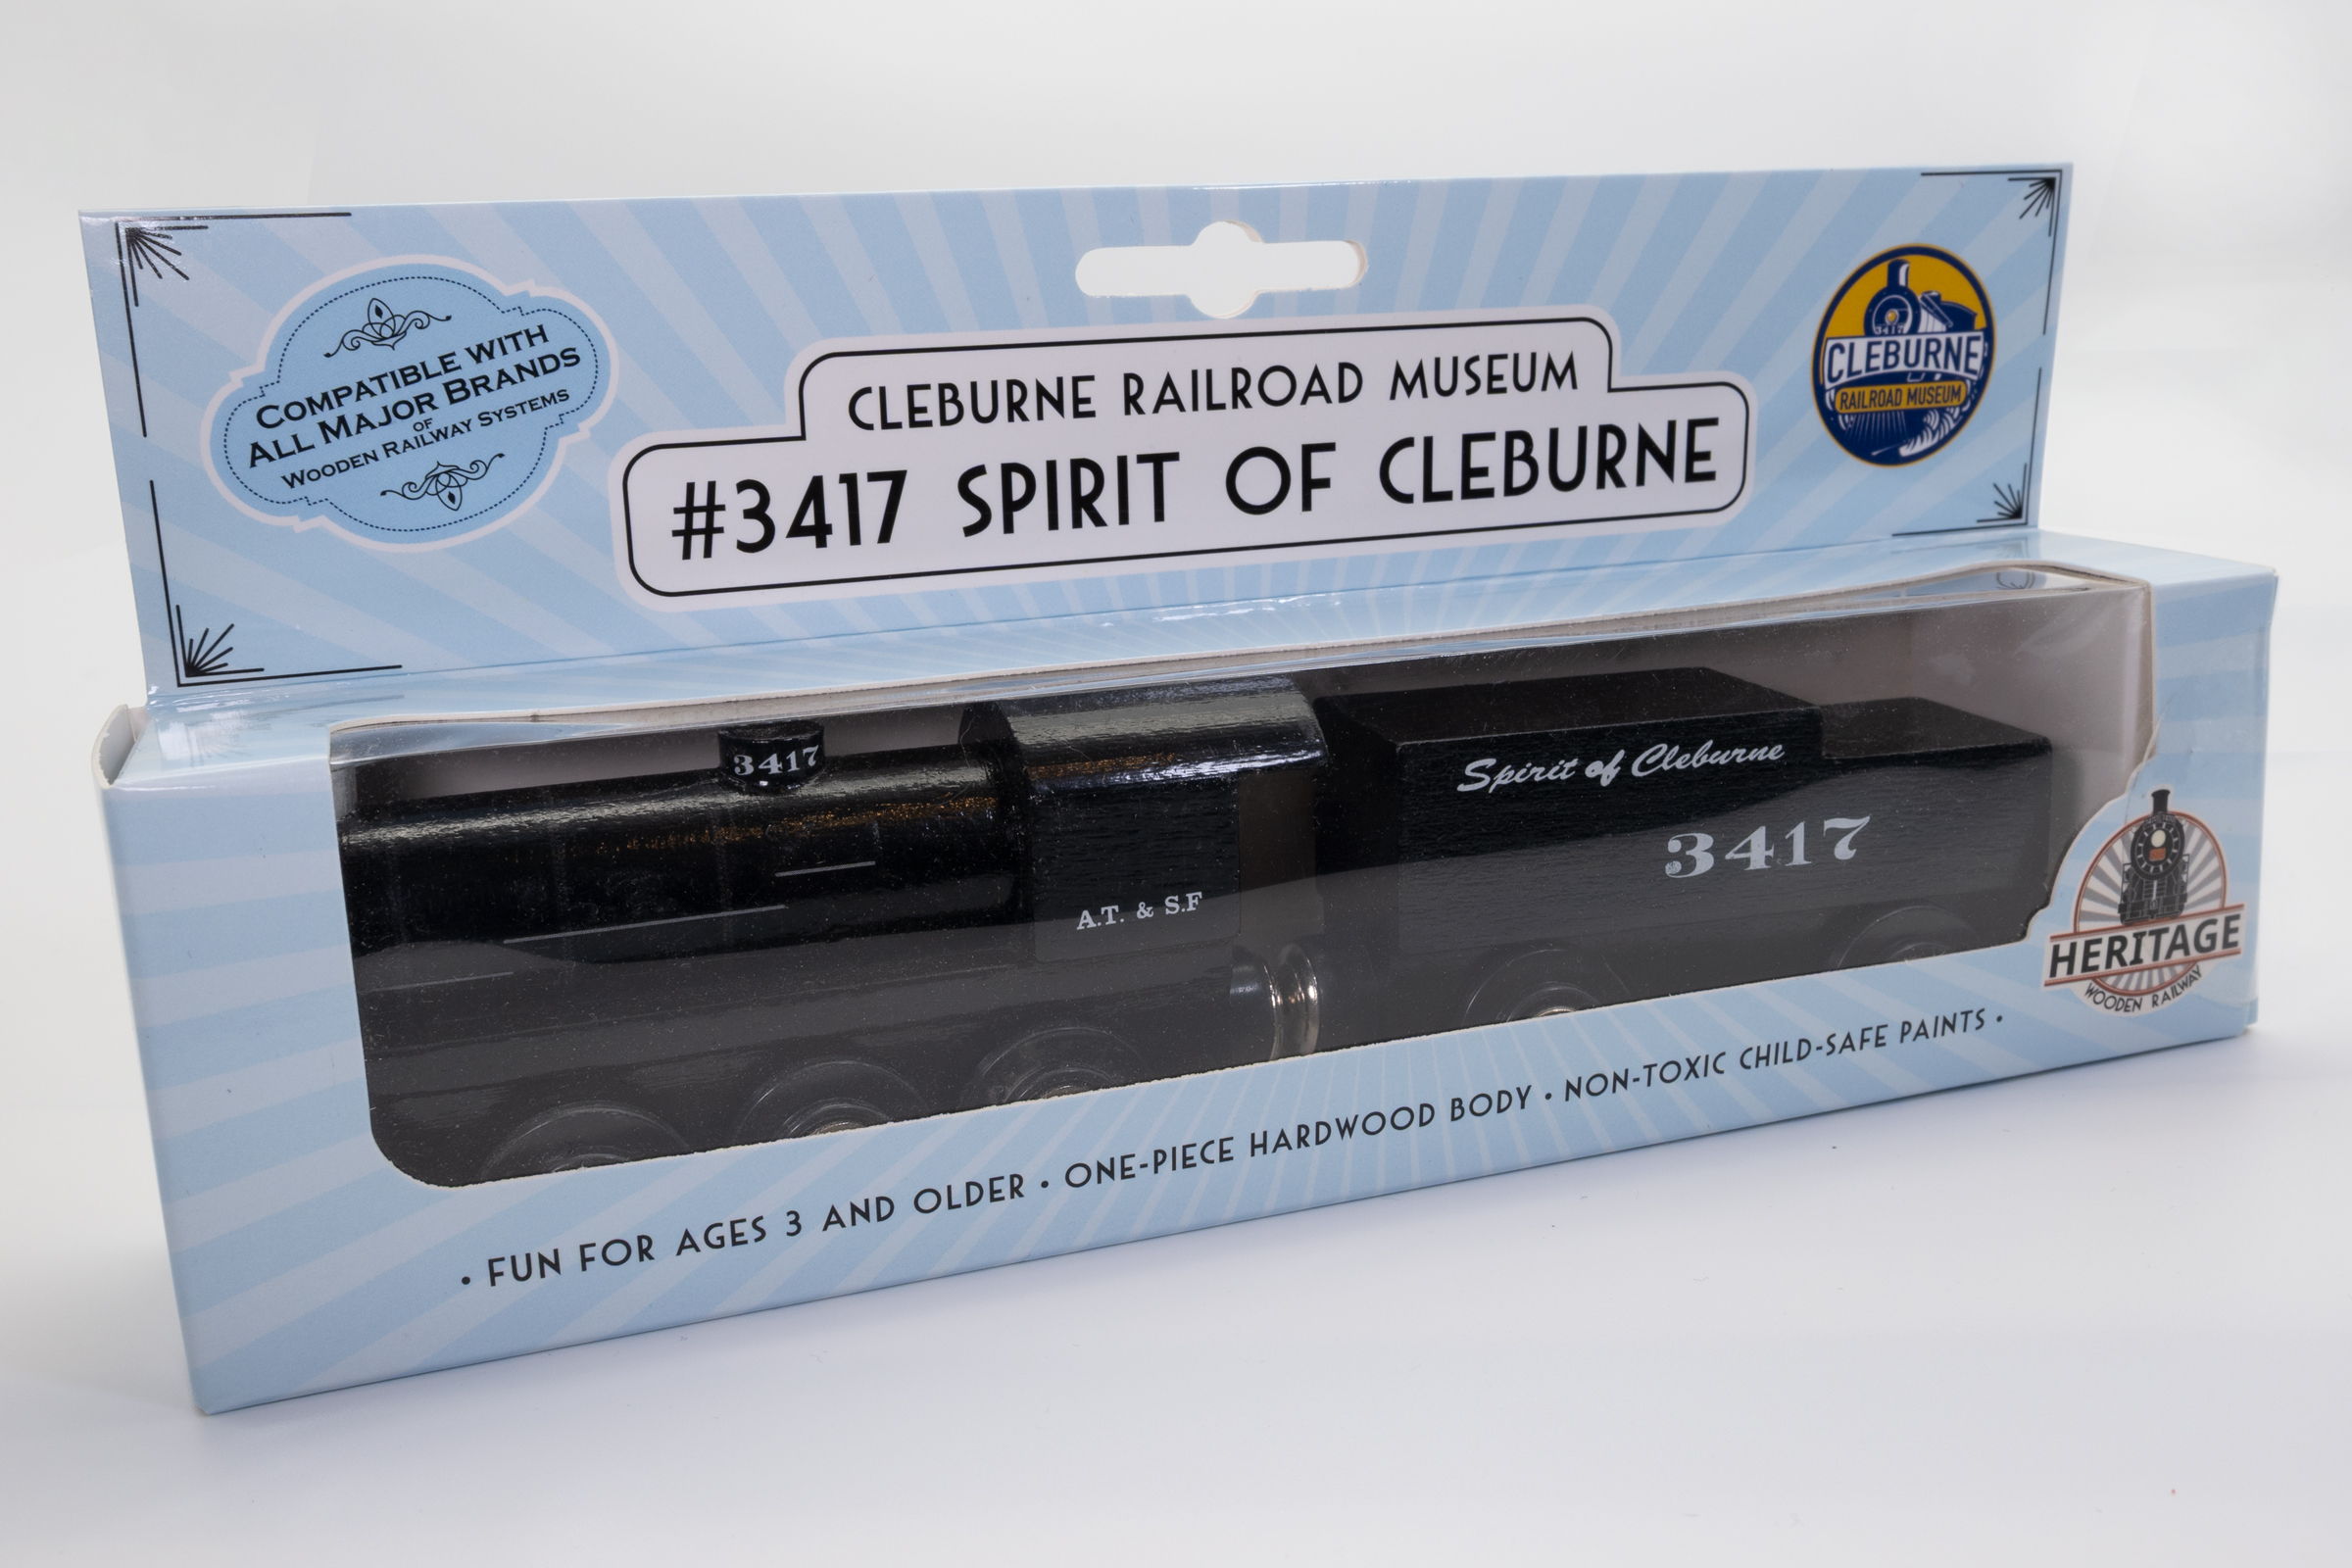 COMPATIBLE WITH
ALL MAJOR BRANDS
OF
WOODEN RAILWAY SYSTEMS
CLEBURNE RAILROAD MUSEUM
#3417 SPIRIT OF CLEBURNE
3417
CLEBURNE
RAILROAD MUSEUM
3417
A.T. & S.F
Spirit of Cleburne
3417
HERITAGE
WOODEN RAILWAY
• FUN FOR AGES 3 AND OLDER • ONE-PIECE HARDWOOD BODY • NON-TOXIC CHILD-SAFE PAINTS •